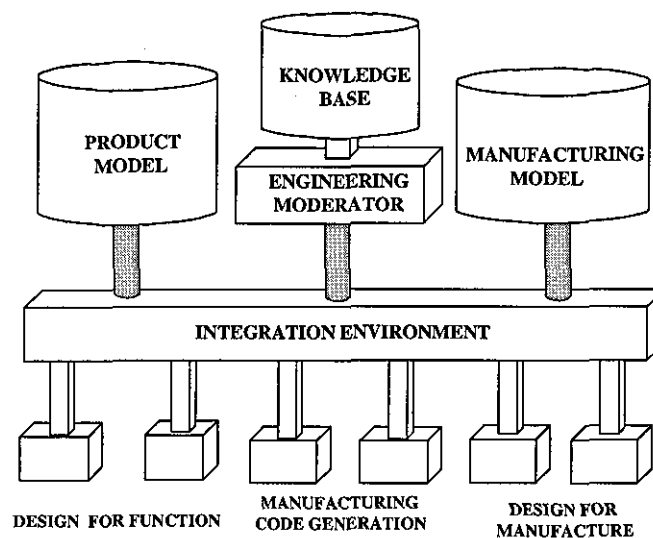 KNOWLEDGE
BASE
PRODUCT
MODEL
MANUFACTURING
MODEL
ENGINEERING
MODERATOR
INTEGRATION ENVIRONMENT
DESIGN FOR FUNCTION
MANUFACTURING
CODE GENERATION
DESIGN FOR
MANUFACTURE